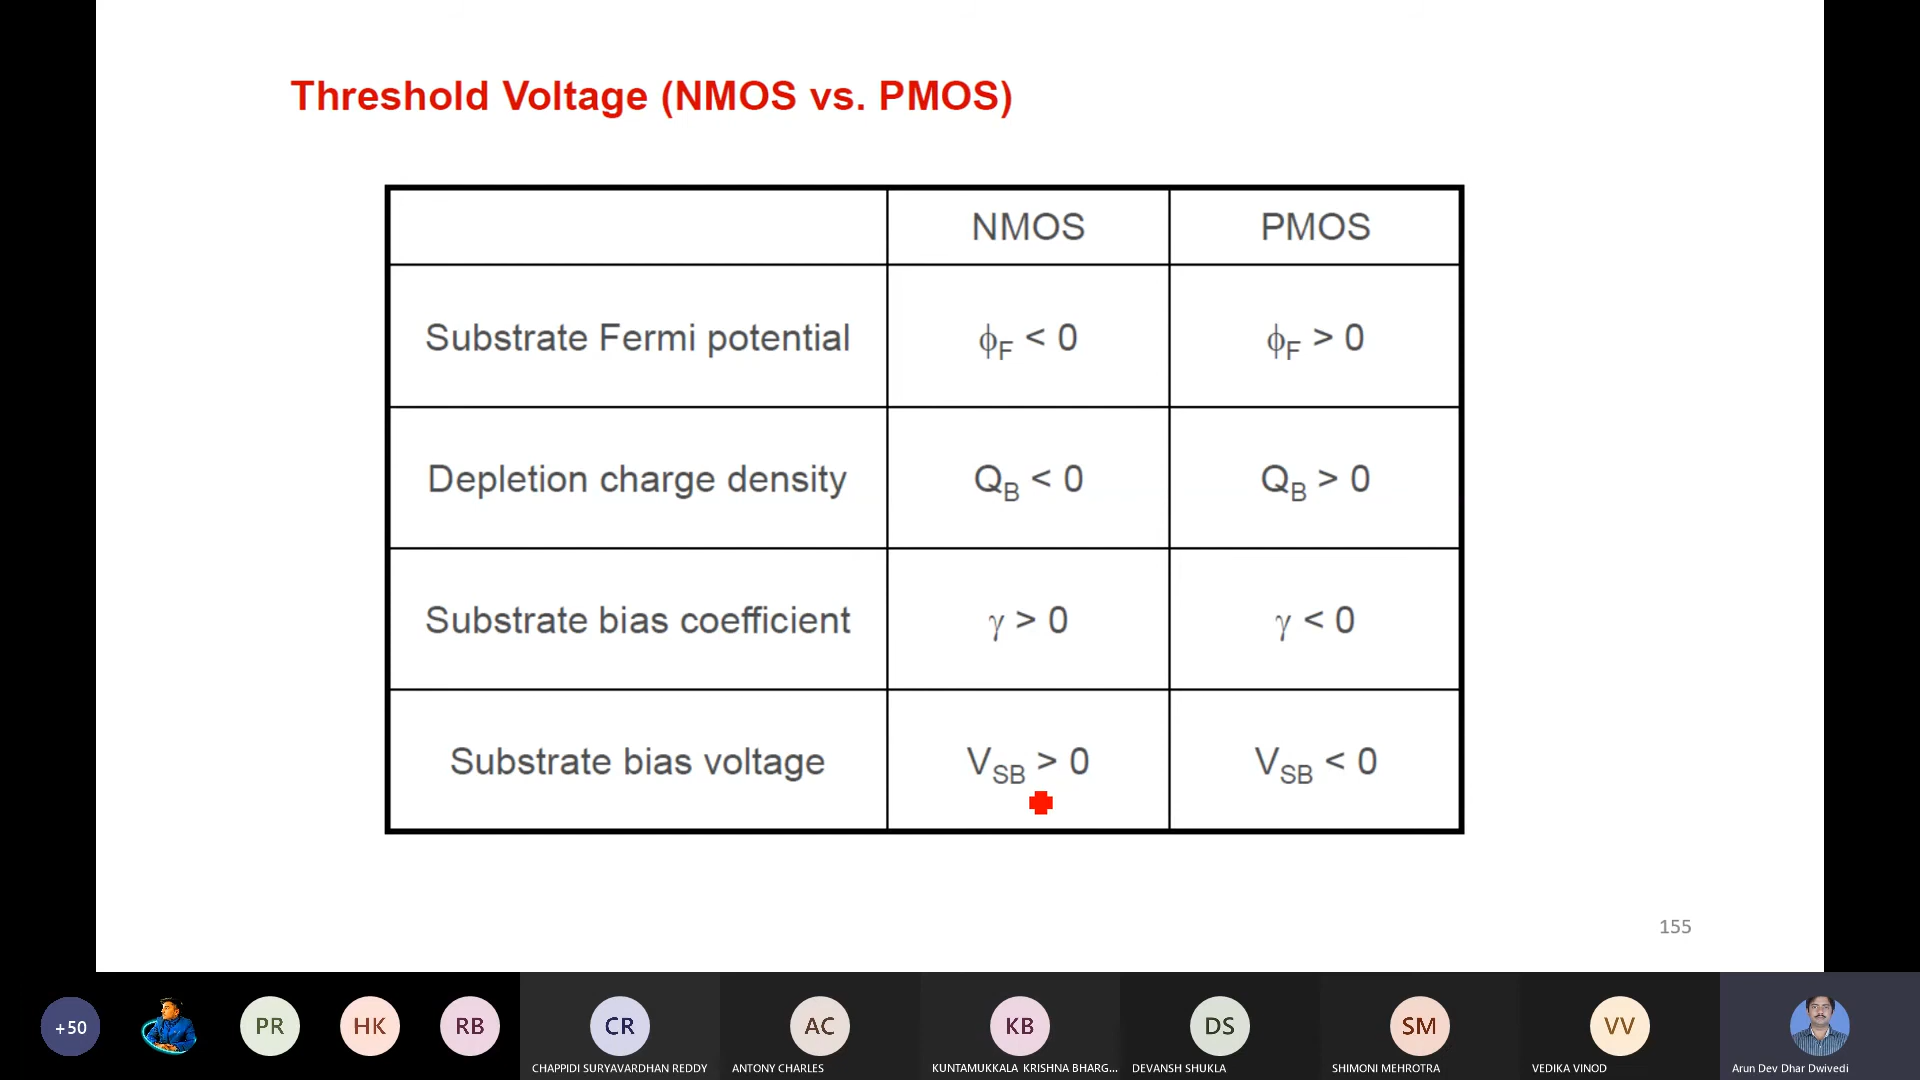 Threshold Voltage (NMOS vs. PMOS)
NMOS PMOS
Substrate Fermi potential ϕF < 0 ϕF > 0
Depletion charge density QB < 0 QB > 0
Substrate bias coefficient γ > 0 γ < 0
Substrate bias voltage VSB > 0 VSB < 0
155
+50 PR HK RB CR AC KB DS SM VV
CHAPPIDI SURYAVARDHAN REDDY ANTONY CHARLES KUNTAMUKKALA KRISHNA BHARG... DEVANSH SHUKLA SHIMONI MEHROTRA VEDIKA VINOD Arun Dev Dhar Dwivedi